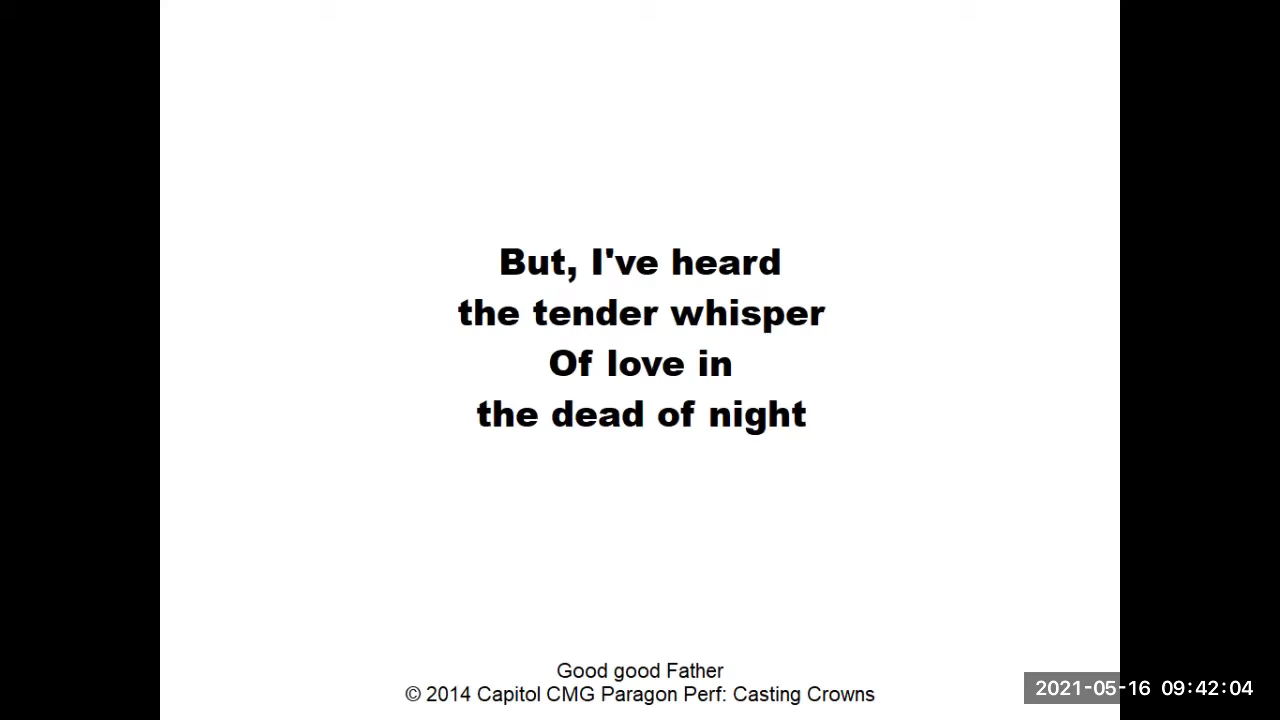 But, I've heard
the tender whisper
Of love in
the dead of night
Good good Father
© 2014 Capitol CMG Paragon Perf: Casting Crowns
2021-05-16 09:42:04